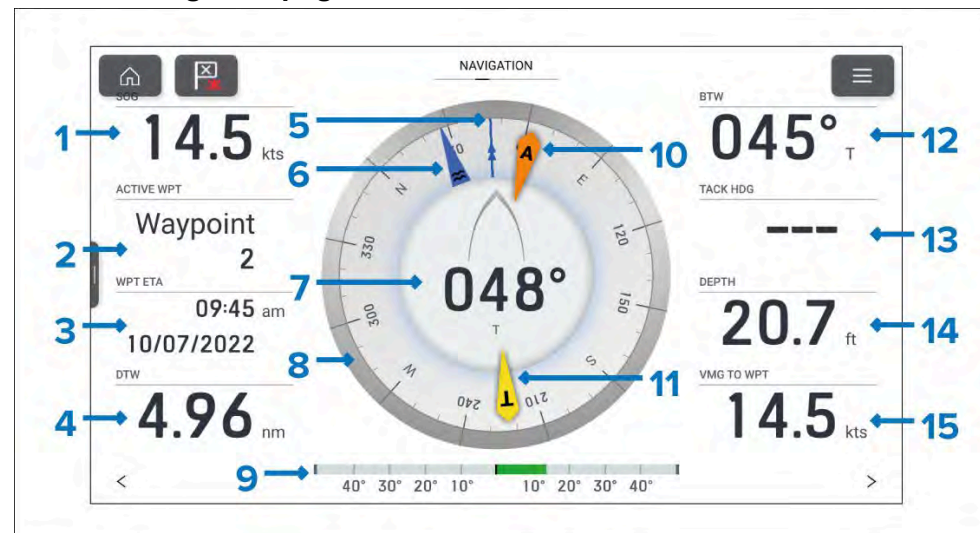 NAVIGATION
SOG
1
14.5 kts
ACTIVE WPT
Waypoint
2
2
WPT ETA
09:45 am
3
10/07/2022
DTW
4
4.96 nm
5
6
7
8
9
N
E
120
150
S
210
240
W
300
330
A
T
048°
T
10
11
40° 30° 20° 10° 10° 20° 30° 40°
BTW
045° T
12
TACK HDG
---
13
DEPTH
20.7 ft
14
VMG TO WPT
14.5 kts
15
<
>